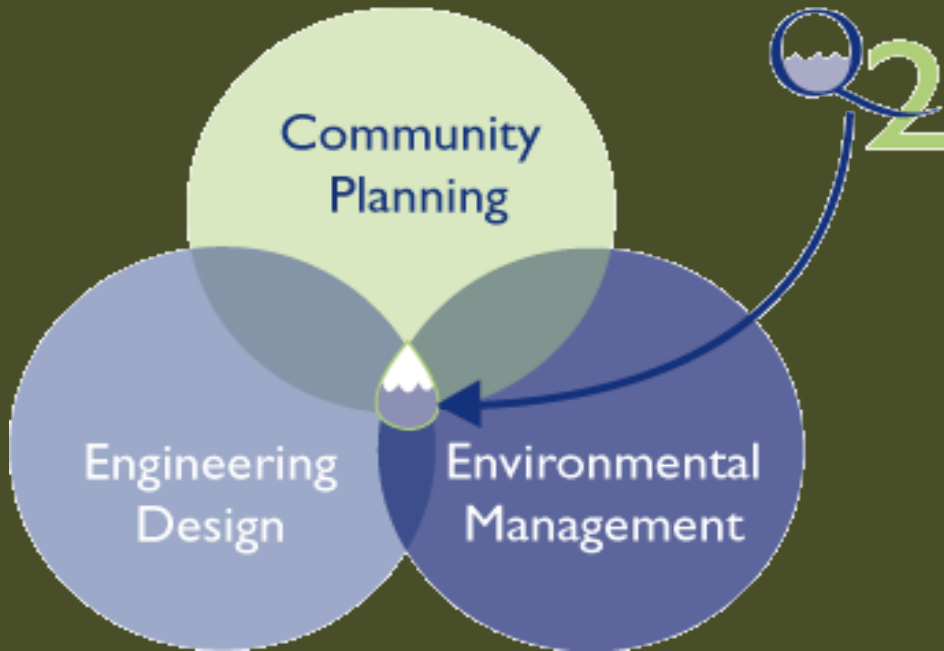 Q2
Community
Planning
Engineering
Design
Environmental
Management